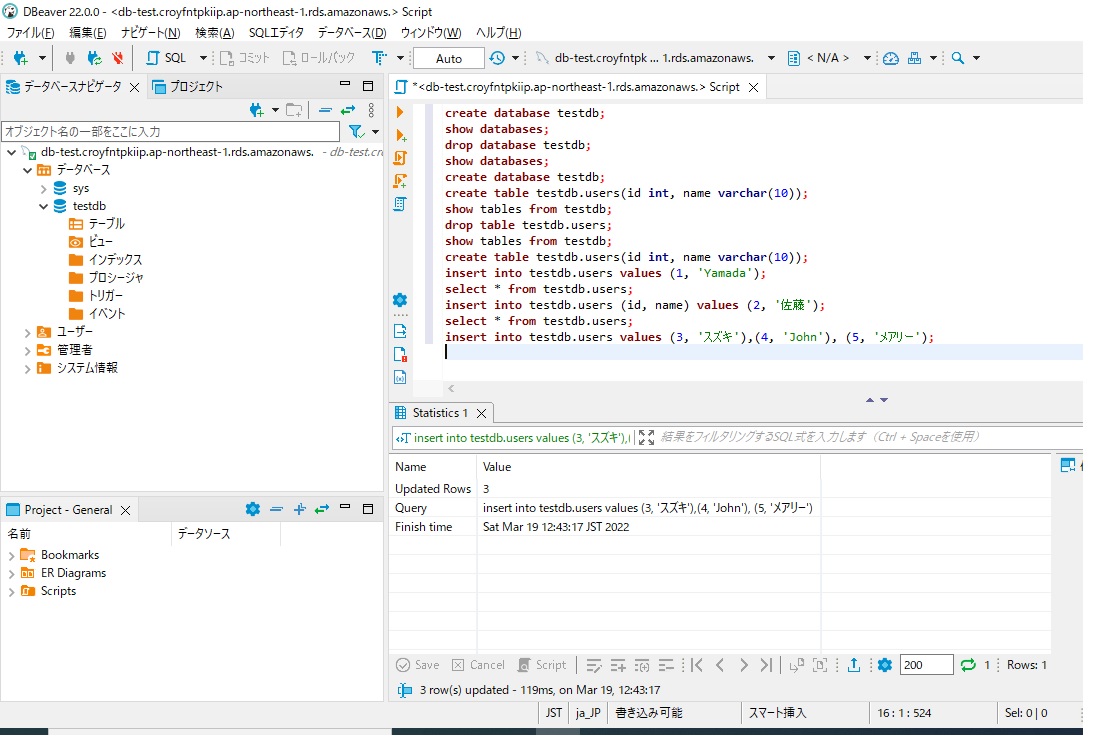 DBeaver 22.0.0 - <db-test.croyfntpkiip.ap-northeast-1.rds.amazonaws.> Script
ファイル(F) 編集(E) ナビゲート(N) 検索(A) SQLエディタ データベース(D) ウィンドウ(W) ヘルプ(H)
SQL コミット ロールバック Auto db-test.croyfntpk ... 1.rds.amazonaws. < N/A >
データベースナビゲータ プロジェクト
オブジェクト名の一部をここに入力
db-test.croyfntpkiip.ap-northeast-1.rds.amazonaws. - db-test.cr
データベース
sys
testdb
テーブル
ビュー
インデックス
プロシージャ
トリガー
イベント
ユーザー
管理者
システム情報
*<db-test.croyfntpkiip.ap-northeast-1.rds.amazonaws.> Script
create database testdb;
show databases;
drop database testdb;
show databases;
create database testdb;
create table testdb.users(id int, name varchar(10));
show tables from testdb;
drop table testdb.users;
show tables from testdb;
create table testdb.users(id int, name varchar(10));
insert into testdb.users values (1, 'Yamada');
select * from testdb.users;
insert into testdb.users (id, name) values (2, '佐藤');
select * from testdb.users;
insert into testdb.users values (3, 'スズキ'),(4, 'John'), (5, 'メアリー');
Statistics 1
insert into testdb.users values (3, 'スズキ'),( 結果をフィルタリングするSQL式を入力します (Ctrl + Spaceを使用)
Name Value
Updated Rows 3
Query insert into testdb.users values (3, 'スズキ'),(4, 'John'), (5, 'メアリー')
Finish time Sat Mar 19 12:43:17 JST 2022
Project - General
名前 データソース
Bookmarks
ER Diagrams
Scripts
Save Cancel Script 200 1 Rows: 1
3 row(s) updated - 119ms, on Mar 19, 12:43:17
JST ja_JP 書き込み可能 スマート挿入 16 : 1 : 524 Sel: 0 | 0